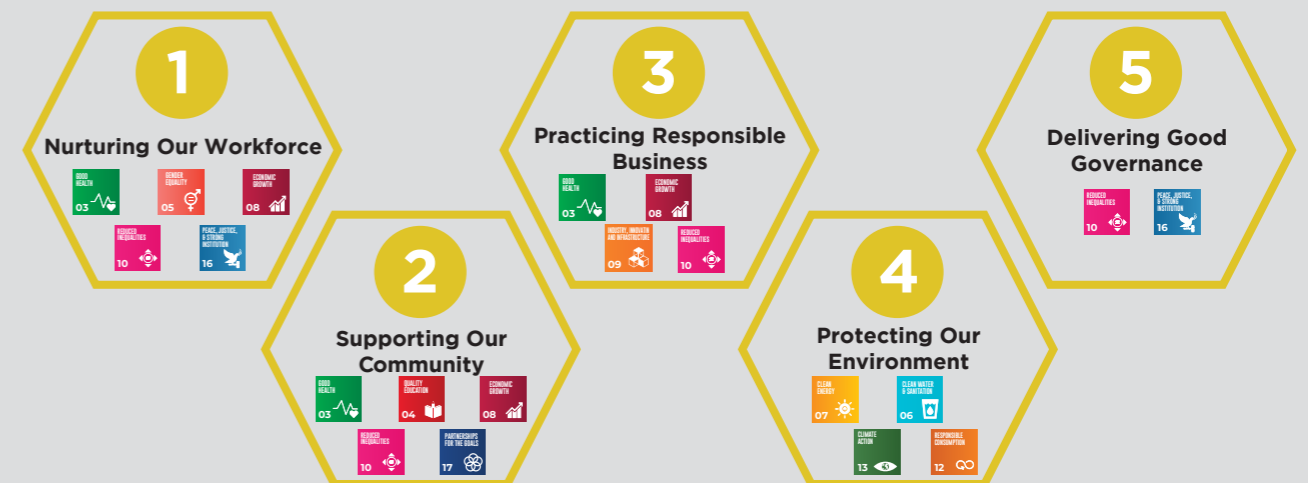 1
Nurturing Our Workforce
GOOD
HEALTH
03
GENDER
EQUALITY
05
ECONOMIC
GROWTH
08
REDUCED
INEQUALITIES
10
PEACE, JUSTICE,
& STRONG
INSTITUTION
16
2
Supporting Our
Community
GOOD
HEALTH
03
QUALITY
EDUCATION
04
ECONOMIC
GROWTH
08
REDUCED
INEQUALITIES
10
PARTNERSHIPS
FOR THE GOALS
17
3
Practicing Responsible
Business
GOOD
HEALTH
03
ECONOMIC
GROWTH
08
INDUSTRY, INNOVATIN
AND INFRASTRUCTURE
09
REDUCED
INEQUALITIES
10
4
Protecting Our
Environment
CLEAN
ENERGY
07
CLEAN WATER
& SANITATION
06
CLIMATE
ACTION
13
RESPONSIBLE
CONSUMPTION
12
5
Delivering Good
Governance
REDUCED
INEQUALITIES
10
PEACE, JUSTICE,
& STRONG
INSTITUTION
16